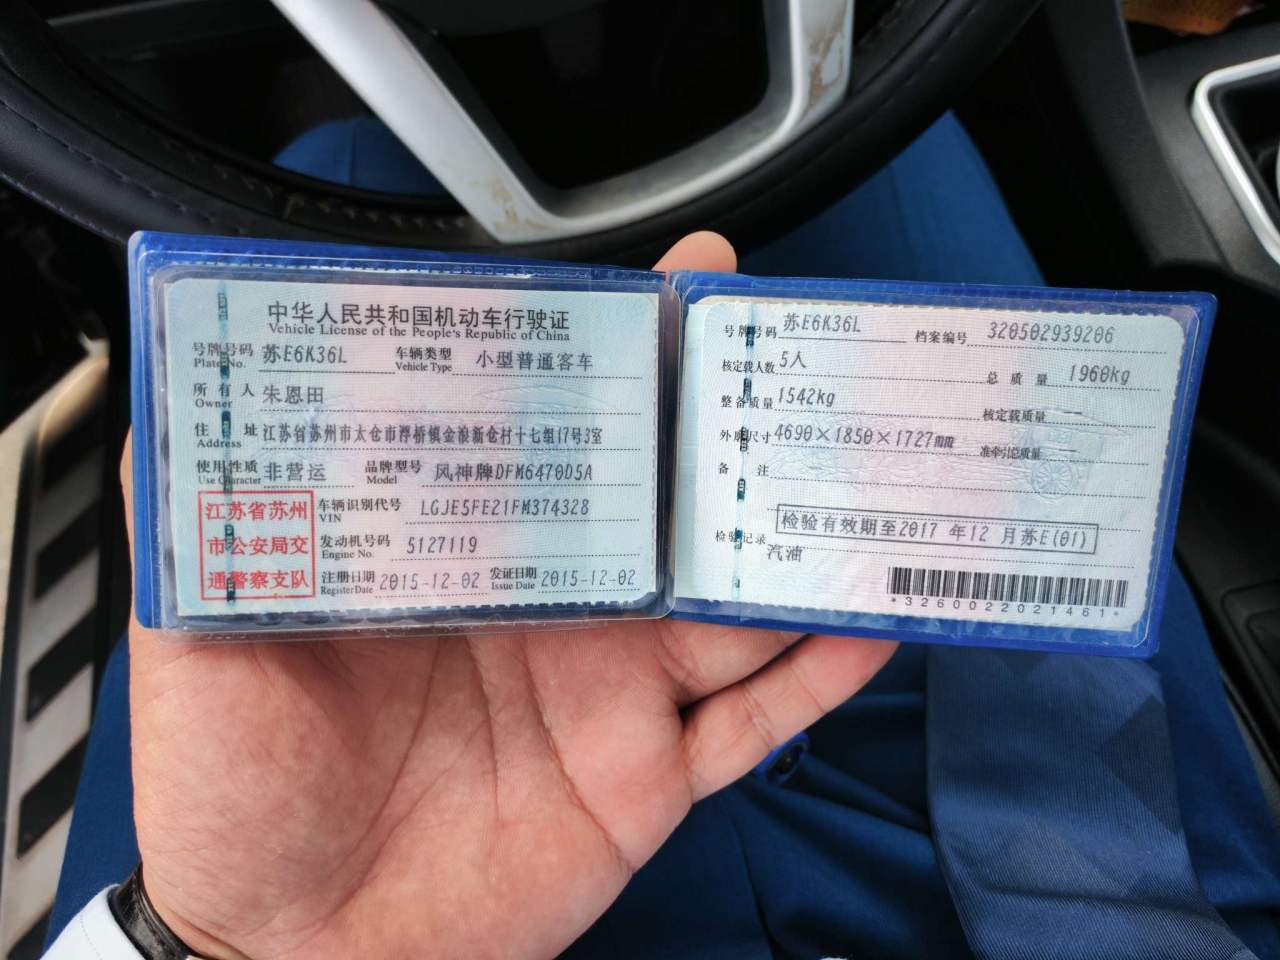 中华人民共和国机动车行驶证
Vehicle License of the People's Republic of China
号牌号码 苏E6K36L 车辆类型 小型普通客车
Plate No. Vehicle Type
所有人 朱恩田
Owner
住址 江苏省苏州市太仓市浮桥镇金浪新仓村十七组17号3室
Address
使用性质 非营运 品牌型号 风神牌DFM6470D5A
Use Character Model
江苏省苏州
市公安局交
通警察支队
车辆识别代号 LGJE5FE21FM374328
VIN
发动机号码 5127119
Engine No.
注册日期 2015-12-02 发证日期 2015-12-02
Register Date Issue Date
号牌号码 苏E6K36L 档案编号 320502939206
核定载人数 5人 总质量 1960kg
整备质量 1542kg 核定载质量 —
外廓尺寸 4690×1850×1727mm 准牵引总质量 —
备注
检验有效期至2017 年12 月苏E(01)
检验记录
汽油
*3260022021461*